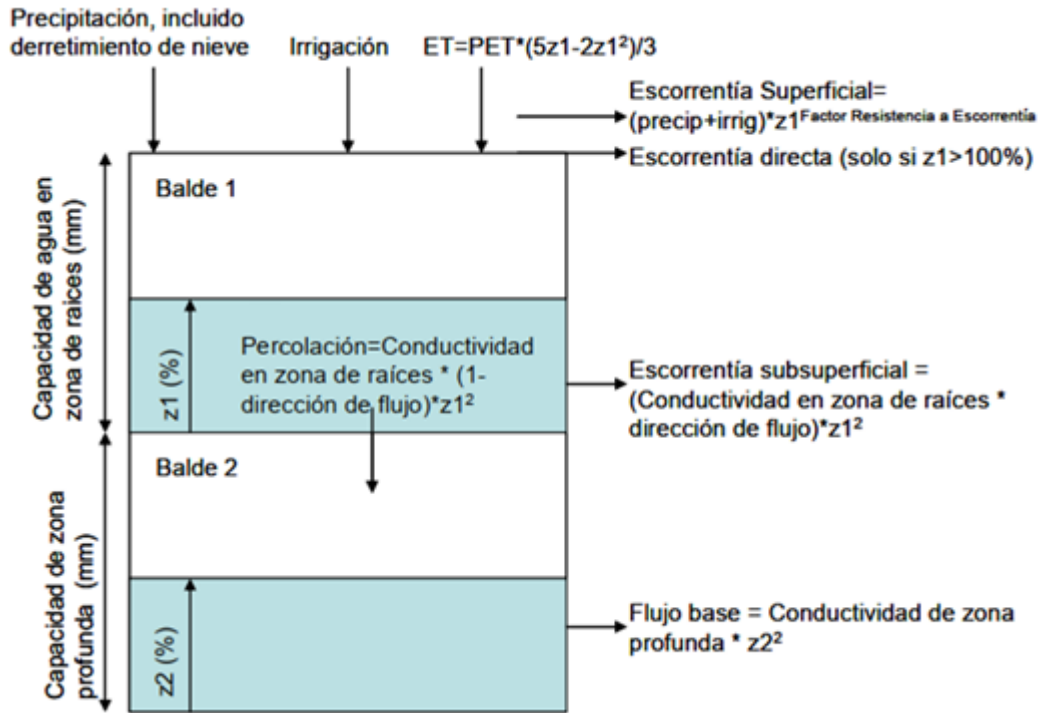 Precipitación, incluido
derretimiento de nieve
Irrigación
ET=PET*(5z1-2z1²)/3
Escorrentía Superficial=
(precip+irrig)*z1Factor Resistencia a Escorrentía
Escorrentía directa (solo si z1>100%)
Capacidad de agua en
zona de raices (mm)
Balde 1
z1 (%)
Percolación=Conductividad
en zona de raíces * (1-
dirección de flujo)*z1²
Escorrentía subsuperficial =
(Conductividad en zona de raíces *
dirección de flujo)*z1²
Capacidad de zona
profunda (mm)
Balde 2
z2 (%)
Flujo base = Conductividad de zona
profunda * z2²